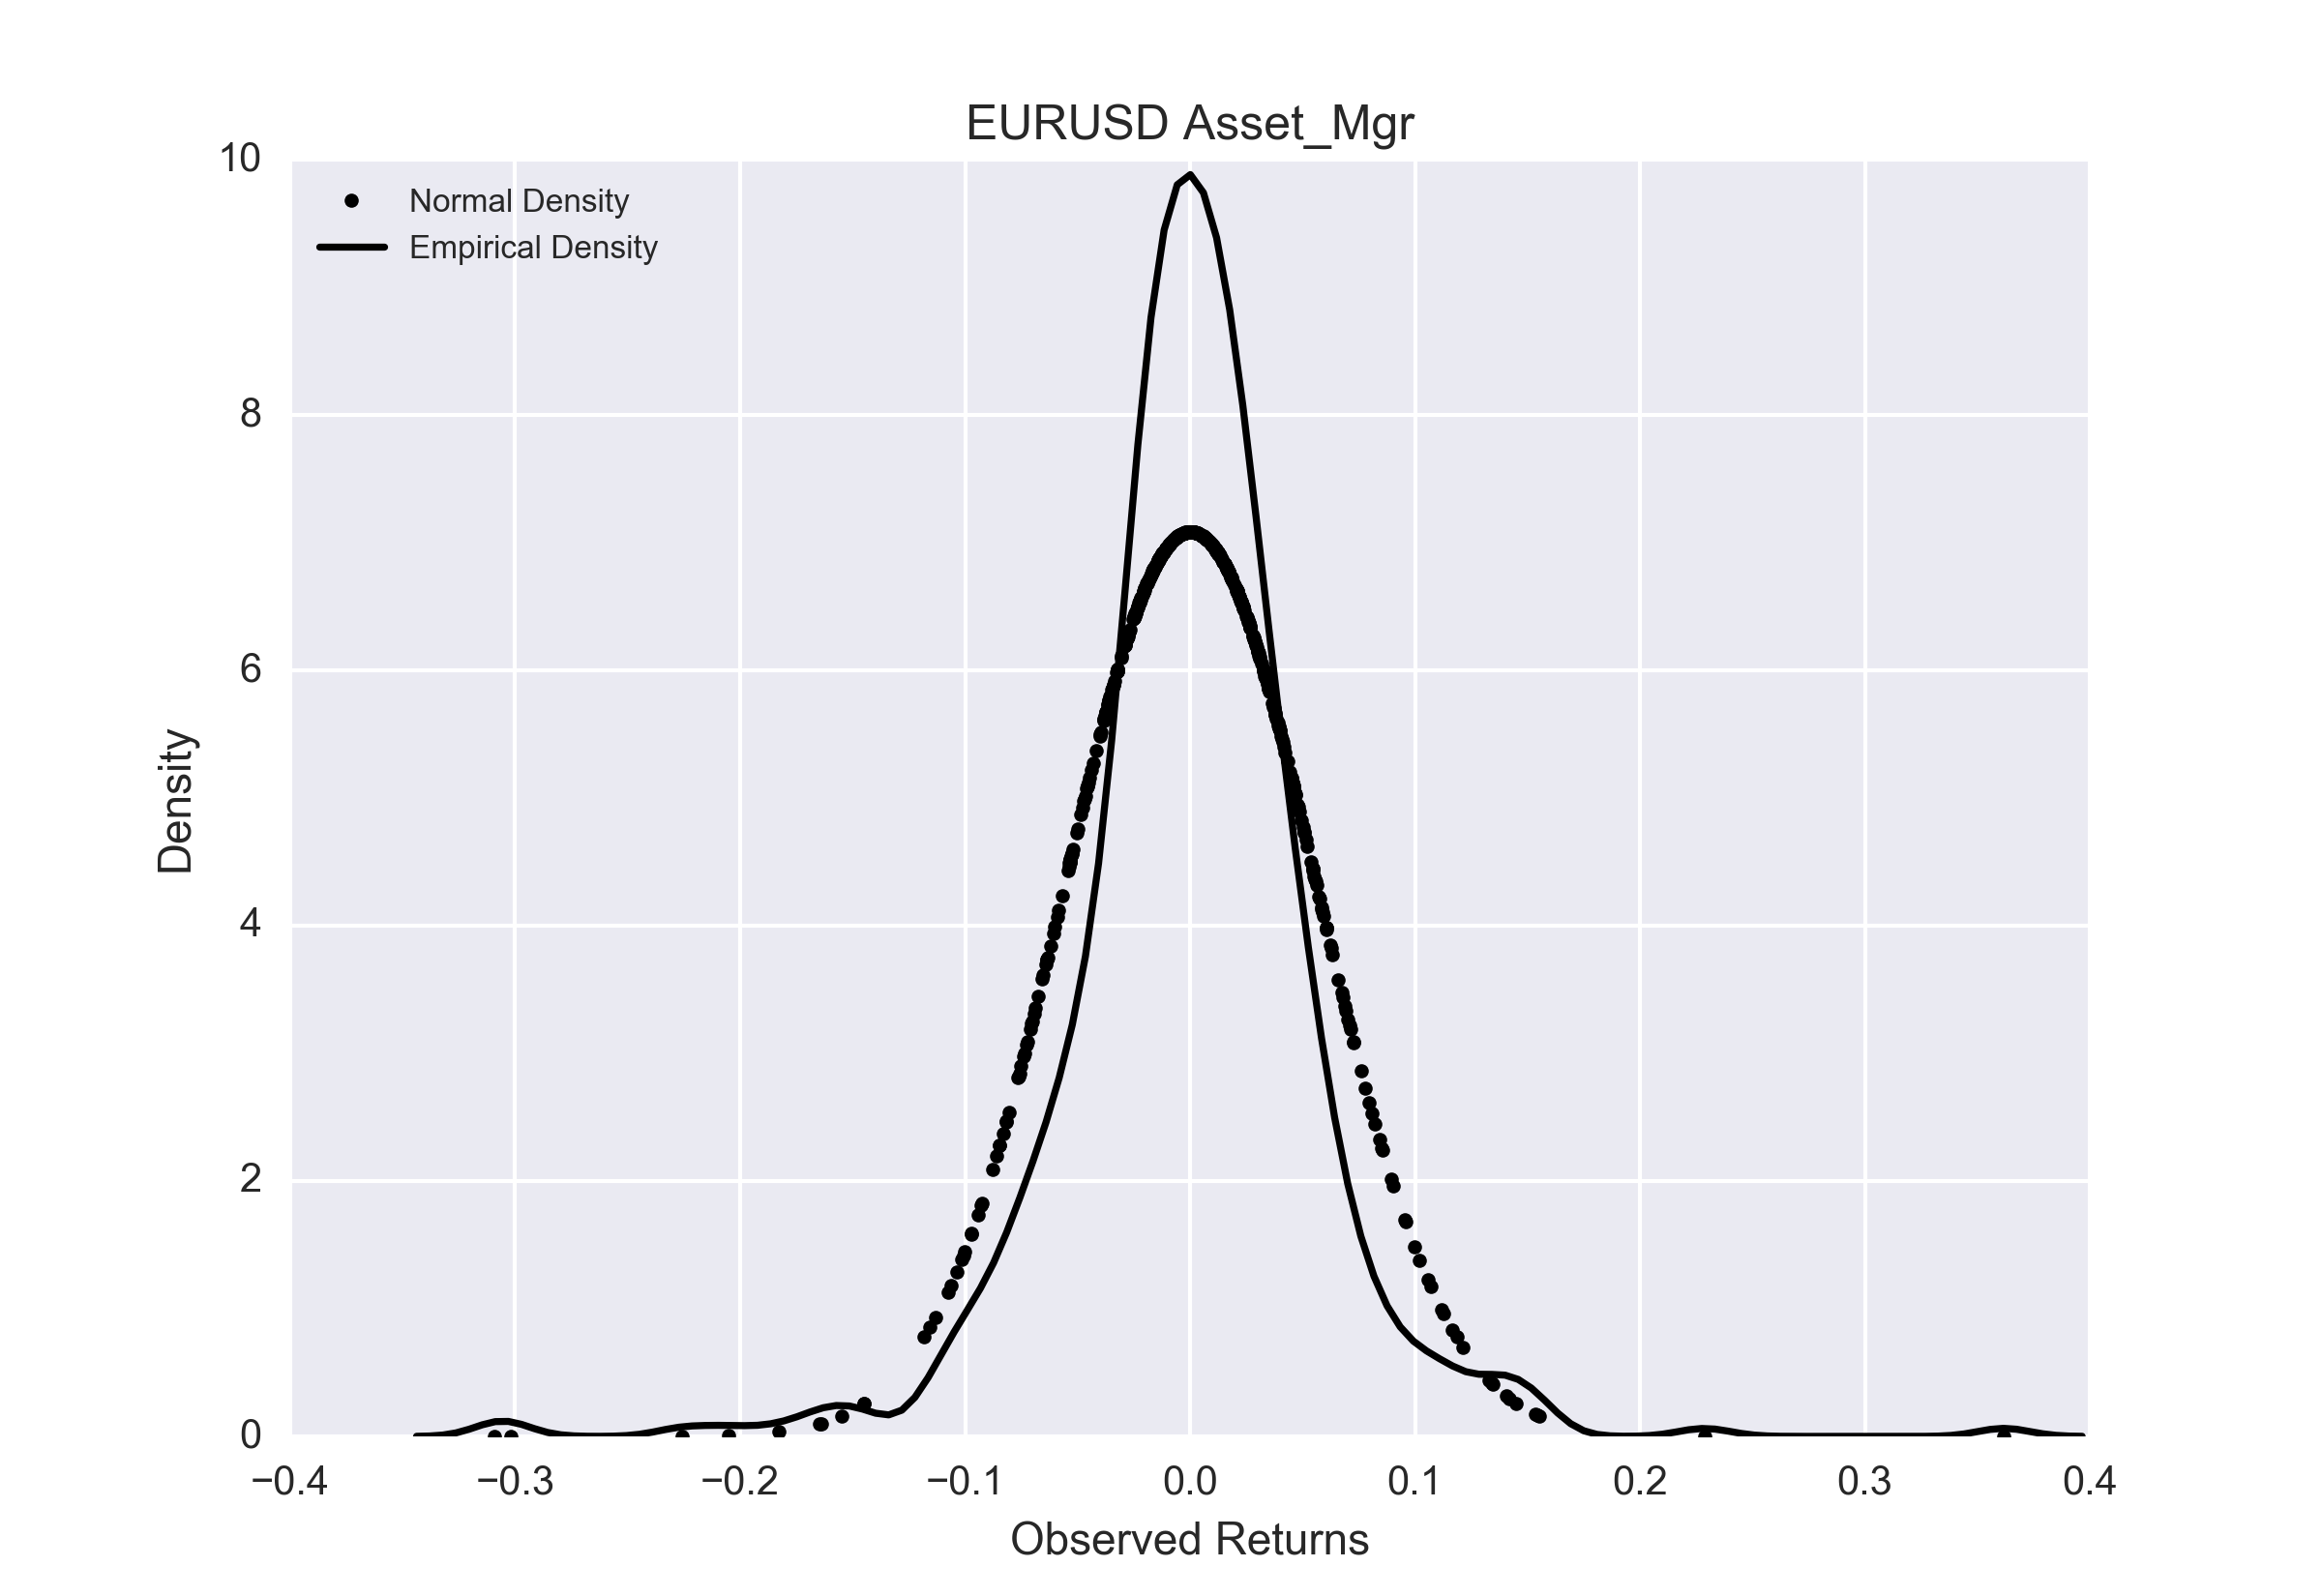 EURUSD Asset_Mgr
Normal Density
Empirical Density
10
8
6
4
2
0
Density
−0.4 −0.3 −0.2 −0.1 0.0 0.1 0.2 0.3 0.4
Observed Returns